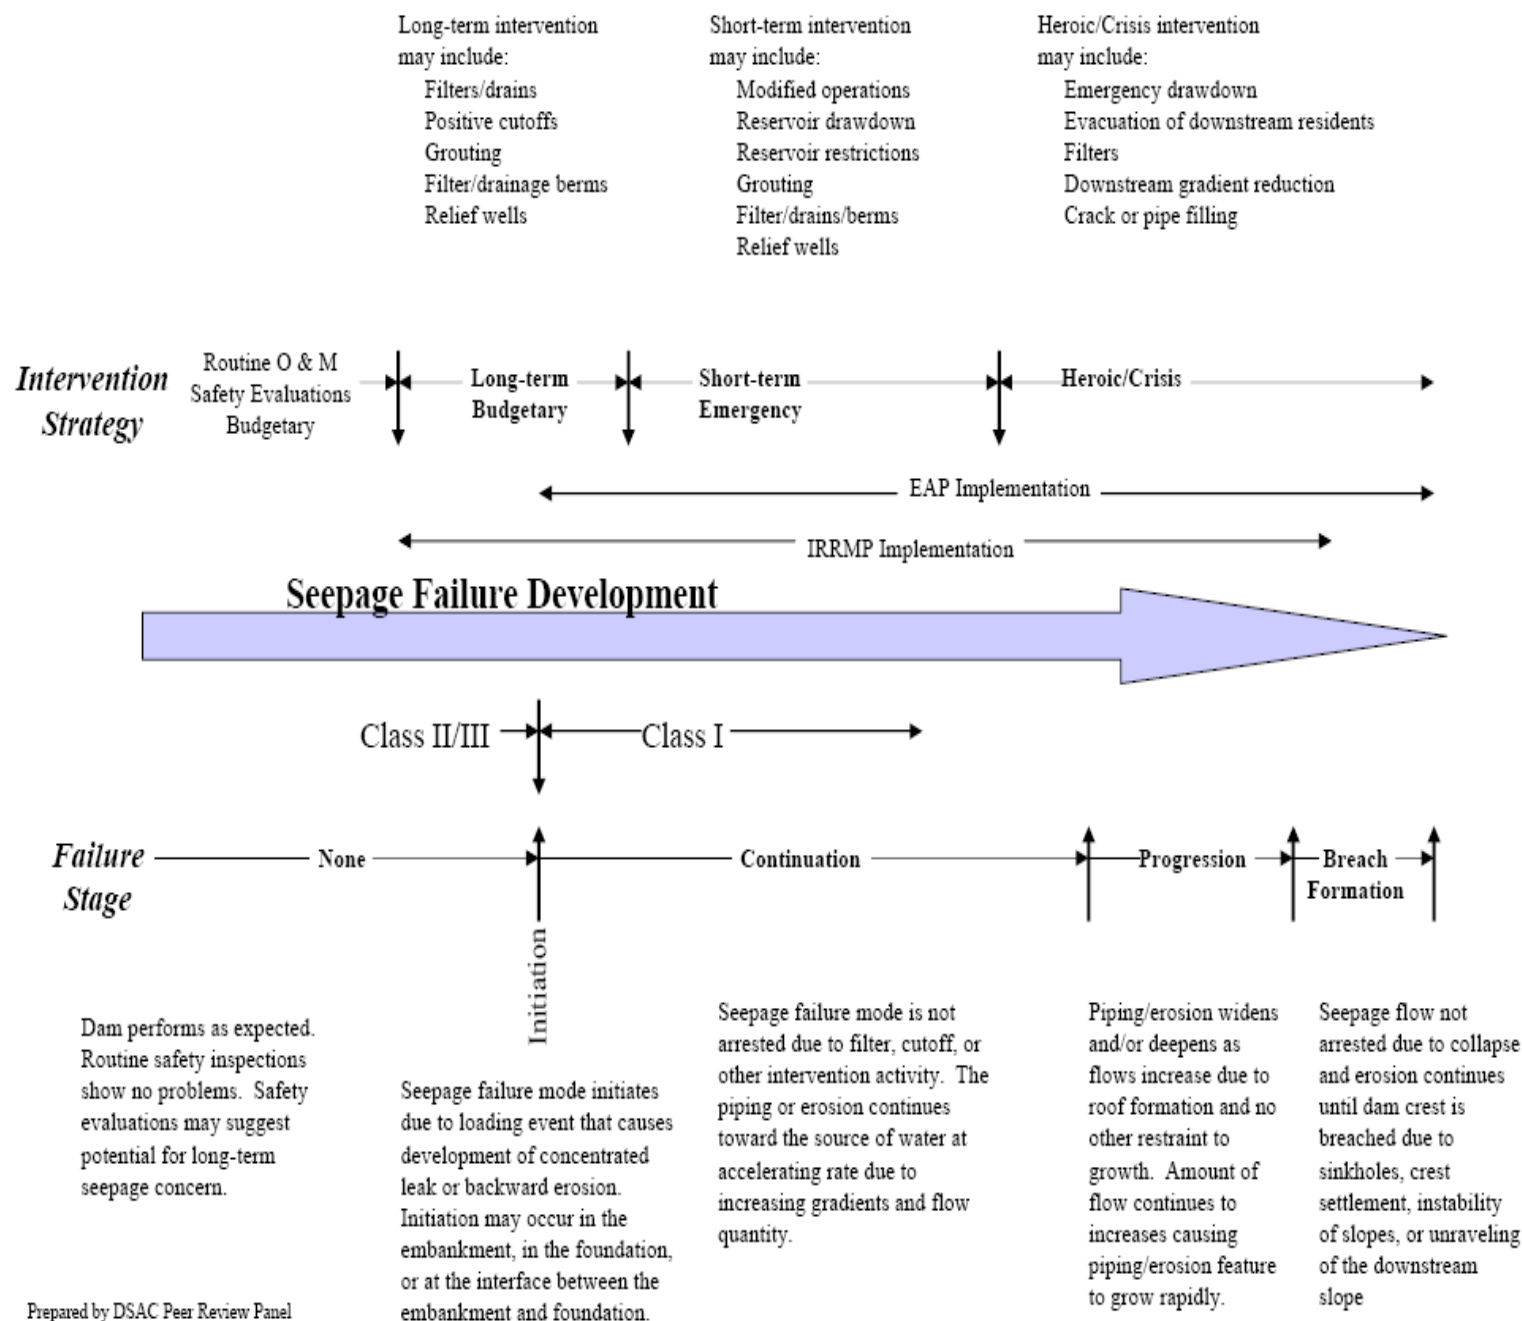 Long-term intervention
may include:
Filters/drains
Positive cutoffs
Grouting
Filter/drainage berms
Relief wells
Short-term intervention
may include:
Modified operations
Reservoir drawdown
Reservoir restrictions
Grouting
Filter/drains/berms
Relief wells
Heroic/Crisis intervention
may include:
Emergency drawdown
Evacuation of downstream residents
Filters
Downstream gradient reduction
Crack or pipe filling
Intervention
Strategy
Routine O & M
Safety Evaluations
Budgetary
Long-term
Budgetary
Short-term
Emergency
Heroic/Crisis
EAP Implementation
IRRMP Implementation
Seepage Failure Development
Class II/III
Class I
Failure
Stage
None
Continuation
Progression
Breach
Formation
Initiation
Dam performs as expected.
Routine safety inspections
show no problems.  Safety
evaluations may suggest
potential for long-term
seepage concern.
Seepage failure mode initiates
due to loading event that causes
development of concentrated
leak or backward erosion.
Initiation may occur in the
embankment, in the foundation,
or at the interface between the
embankment and foundation.
Seepage failure mode is not
arrested due to filter, cutoff, or
other intervention activity.  The
piping or erosion continues
toward the source of water at
accelerating rate due to
increasing gradients and flow
quantity.
Piping/erosion widens
and/or deepens as
flows increase due to
roof formation and no
other restraint to
growth.  Amount of
flow continues to
increases causing
piping/erosion feature
to grow rapidly.
Seepage flow not
arrested due to collapse
and erosion continues
until dam crest is
breached due to
sinkholes, crest
settlement, instability
of slopes, or unraveling
of the downstream
slope
Prepared by DSAC Peer Review Panel